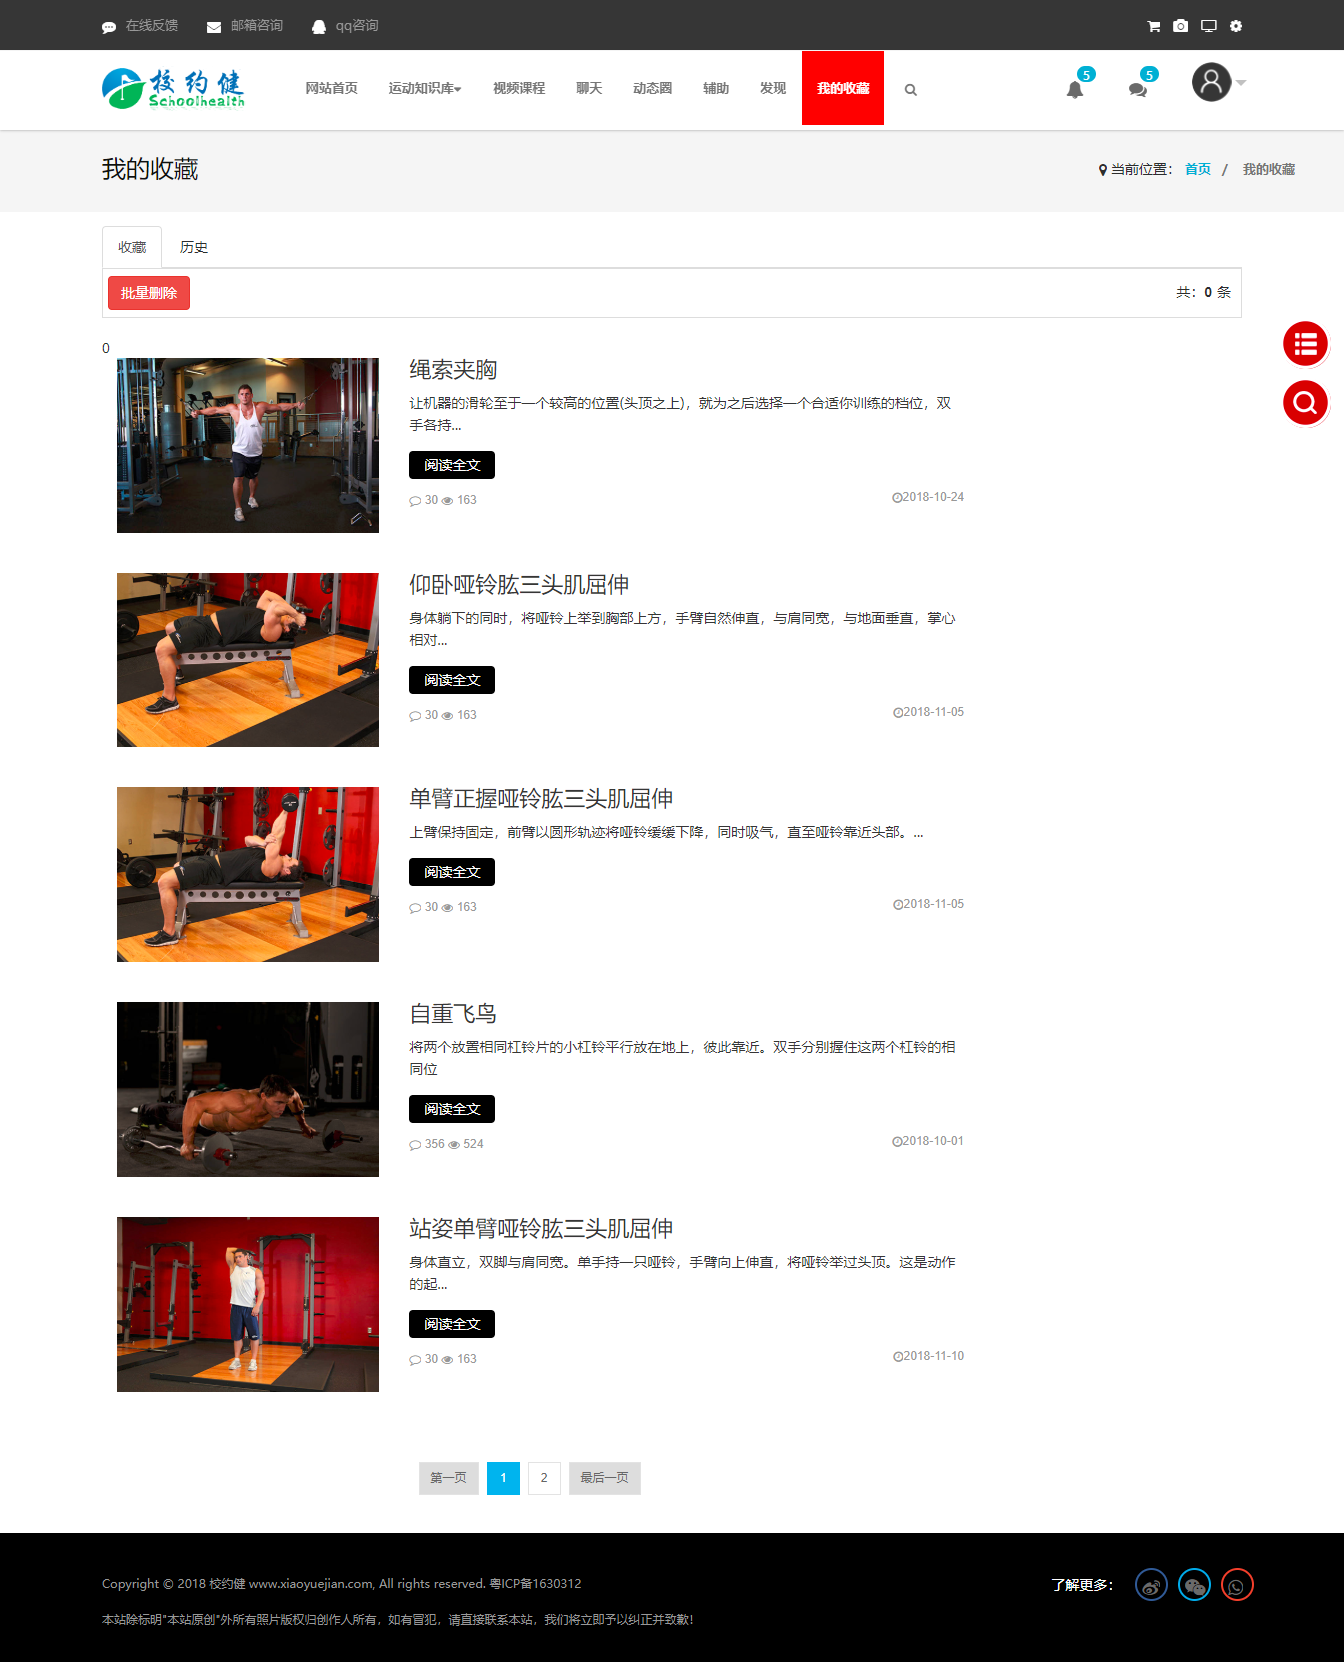 在线反馈 邮箱咨询 qq咨询
校约健
Schoolhealth
网站首页 运动知识库 视频课程 聊天 动态圈 辅助 发现 我的收藏
5 5
我的收藏
当前位置： 首页 / 我的收藏
收藏 历史
批量删除
共：0 条
0
绳索夹胸
让机器的滑轮至于一个较高的位置(头顶之上)，就为之后选择一个合适你训练的档位，双
手各持...
阅读全文
30 163
2018-10-24
仰卧哑铃肱三头肌屈伸
身体躺下的同时，将哑铃上举到胸部上方，手臂自然伸直，与肩同宽，与地面垂直，掌心
相对...
阅读全文
30 163
2018-11-05
单臂正握哑铃肱三头肌屈伸
上臂保持固定，前臂以圆形轨迹将哑铃缓缓下降，同时吸气，直至哑铃靠近头部。...
阅读全文
30 163
2018-11-05
自重飞鸟
将两个放置相同杠铃片的小杠铃平行放在地上，彼此靠近。双手分别握住这两个杠铃的相
同位
阅读全文
356 524
2018-10-01
站姿单臂哑铃肱三头肌屈伸
身体直立，双脚与肩同宽。单手持一只哑铃，手臂向上伸直，将哑铃举过头顶。这是动作
的起...
阅读全文
30 163
2018-11-10
第一页 1 2 最后一页
Copyright © 2018 校约健 www.xiaoyuejian.com, All rights reserved. 粤ICP备1630312
了解更多：
本站除标明"本站原创"外所有照片版权归创作人所有，如有冒犯，请直接联系本站，我们将立即予以纠正并致歉！